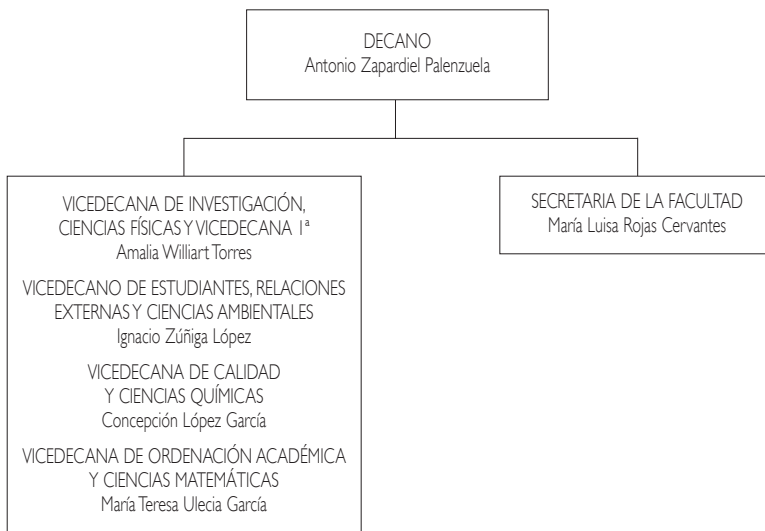 DECANO
Antonio Zapardiel Palenzuela
VICEDECANA DE INVESTIGACIÓN,
CIENCIAS FÍSICAS Y VICEDECANA 1ª
Amalia Williart Torres
VICEDECANO DE ESTUDIANTES, RELACIONES
EXTERNAS Y CIENCIAS AMBIENTALES
Ignacio Zúñiga López
VICEDECANA DE CALIDAD
Y CIENCIAS QUÍMICAS
Concepción López García
VICEDECANA DE ORDENACIÓN ACADÉMICA
Y CIENCIAS MATEMÁTICAS
María Teresa Ulecia García
SECRETARIA DE LA FACULTAD
María Luisa Rojas Cervantes